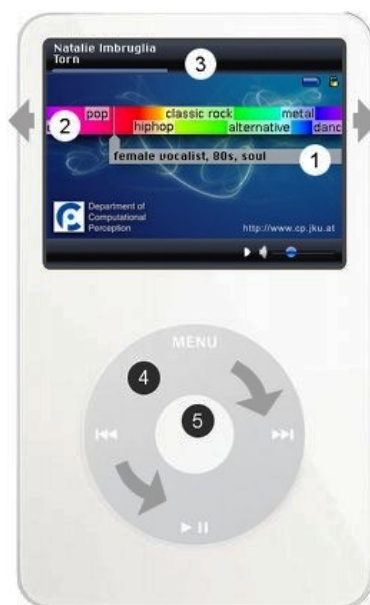 Natalie Imbruglia
Torn
3
2
pop
classic rock
metal
hiphop
alternative
danc
female vocalist, 80s, soul
1
Department of
Computational
Perception
http://www.cp.jku.at
MENU
4
5